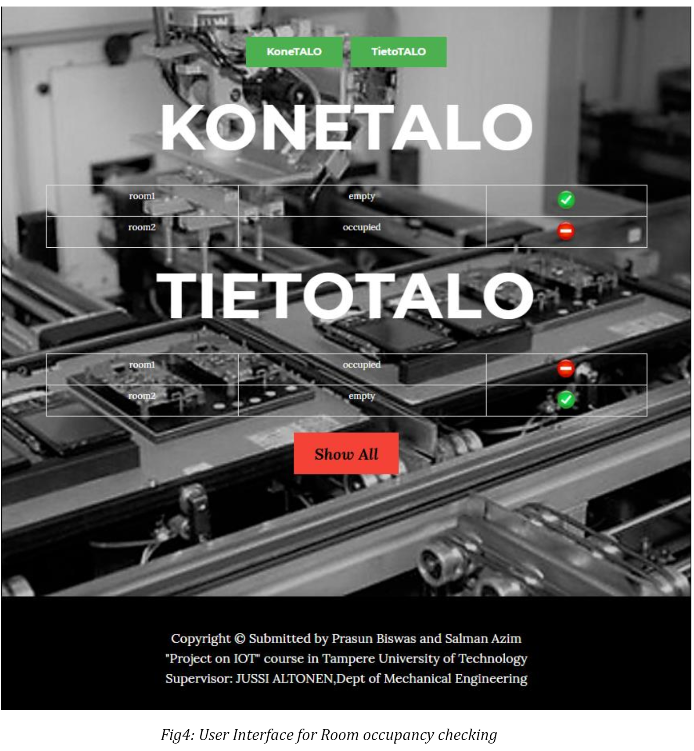 KoneTALO TietoTALO
KONETALO
room1 empty
room2 occupied
TIETOTALO
room1 occupied
room2 empty
Show All
Copyright © Submitted by Prasun Biswas and Salman Azim
"Project on IOT" course in Tampere University of Technology
Supervisor: JUSSI ALTONEN,Dept of Mechanical Engineering
Fig4: User Interface for Room occupancy checking